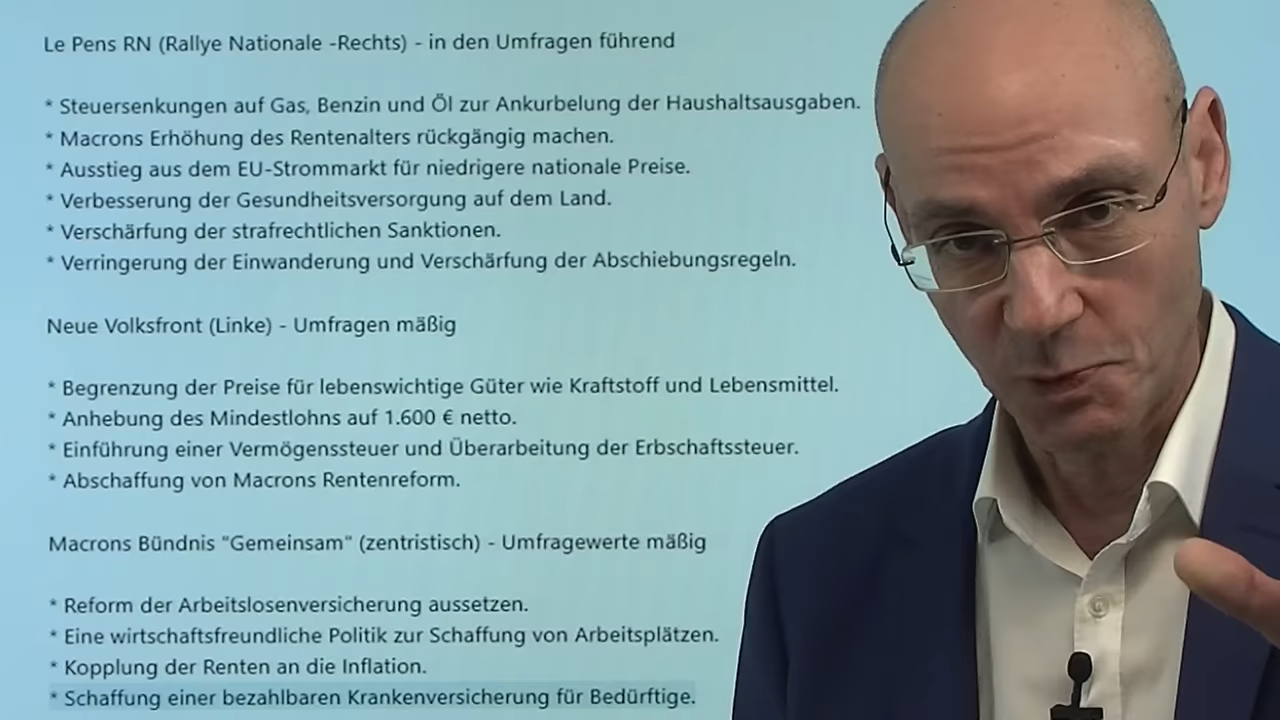 Le Pens RN (Rallye Nationale -Rechts) - in den Umfragen führend
* Steuersenkungen auf Gas, Benzin und Öl zur Ankurbelung der Haushaltsausgaben.
* Macrons Erhöhung des Rentenalters rückgängig machen.
* Ausstieg aus dem EU-Strommarkt für niedrigere nationale Preise.
* Verbesserung der Gesundheitsversorgung auf dem Land.
* Verschärfung der strafrechtlichen Sanktionen.
* Verringerung der Einwanderung und Verschärfung der Abschiebungsregeln.
Neue Volksfront (Linke) - Umfragen mäßig
* Begrenzung der Preise für lebenswichtige Güter wie Kraftstoff und Lebensmittel.
* Anhebung des Mindestlohns auf 1.600 € netto.
* Einführung einer Vermögenssteuer und Überarbeitung der Erbschaftssteuer.
* Abschaffung von Macrons Rentenreform.
Macrons Bündnis "Gemeinsam" (zentristisch) - Umfragewerte mäßig
* Reform der Arbeitslosenversicherung aussetzen.
* Eine wirtschaftsfreundliche Politik zur Schaffung von Arbeitsplätzen.
* Kopplung der Renten an die Inflation.
* Schaffung einer bezahlbaren Krankenversicherung für Bedürftige.